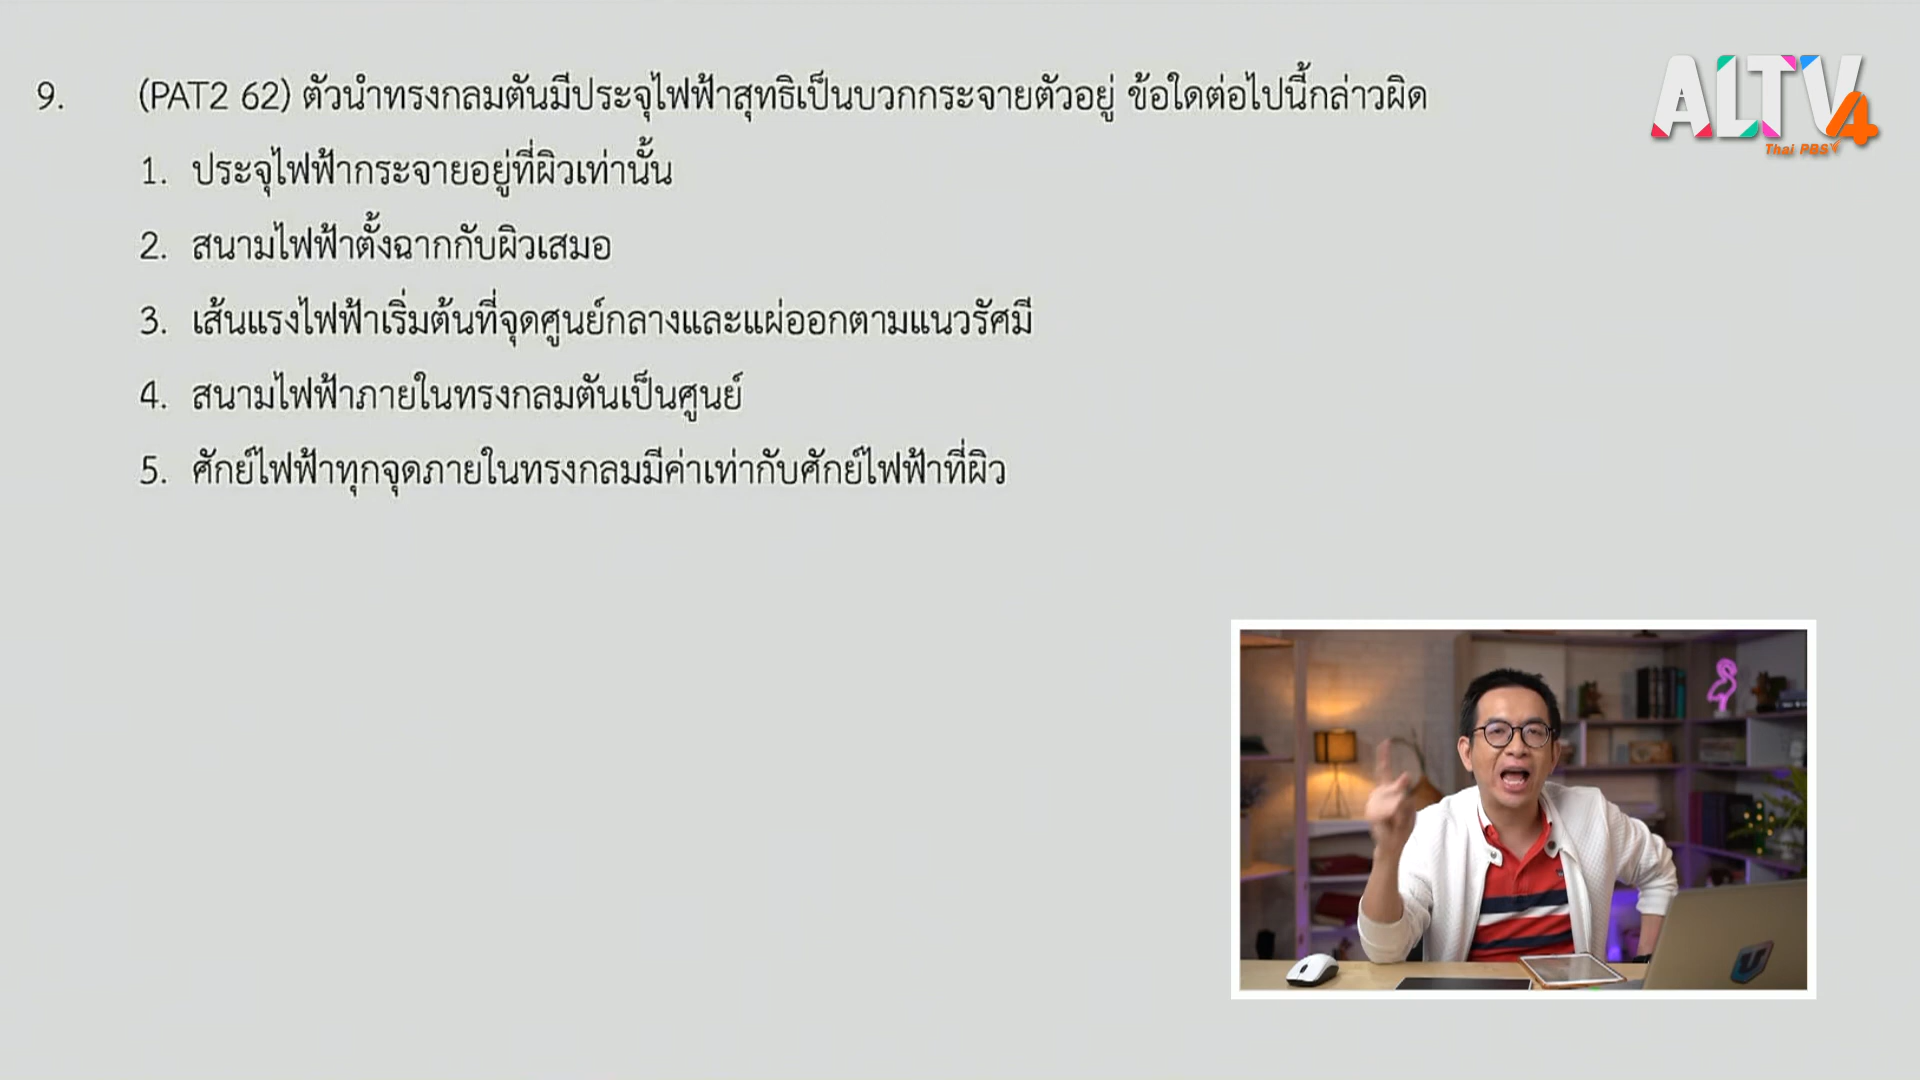 ALTV4
Thai PBS
9. (PAT2 62) ตัวนำทรงกลมตันมีประจุไฟฟ้าสุทธิเป็นบวกกระจายตัวอยู่ ข้อใดต่อไปนี้กล่าวผิด
1. ประจุไฟฟ้ากระจายอยู่ที่ผิวเท่านั้น
2. สนามไฟฟ้าตั้งฉากกับผิวเสมอ
3. เส้นแรงไฟฟ้าเริ่มต้นที่จุดศูนย์กลางและแผ่ออกตามแนวรัศมี
4. สนามไฟฟ้าภายในทรงกลมตันเป็นศูนย์
5. ศักย์ไฟฟ้าทุกจุดภายในทรงกลมมีค่าเท่ากับศักย์ไฟฟ้าที่ผิว